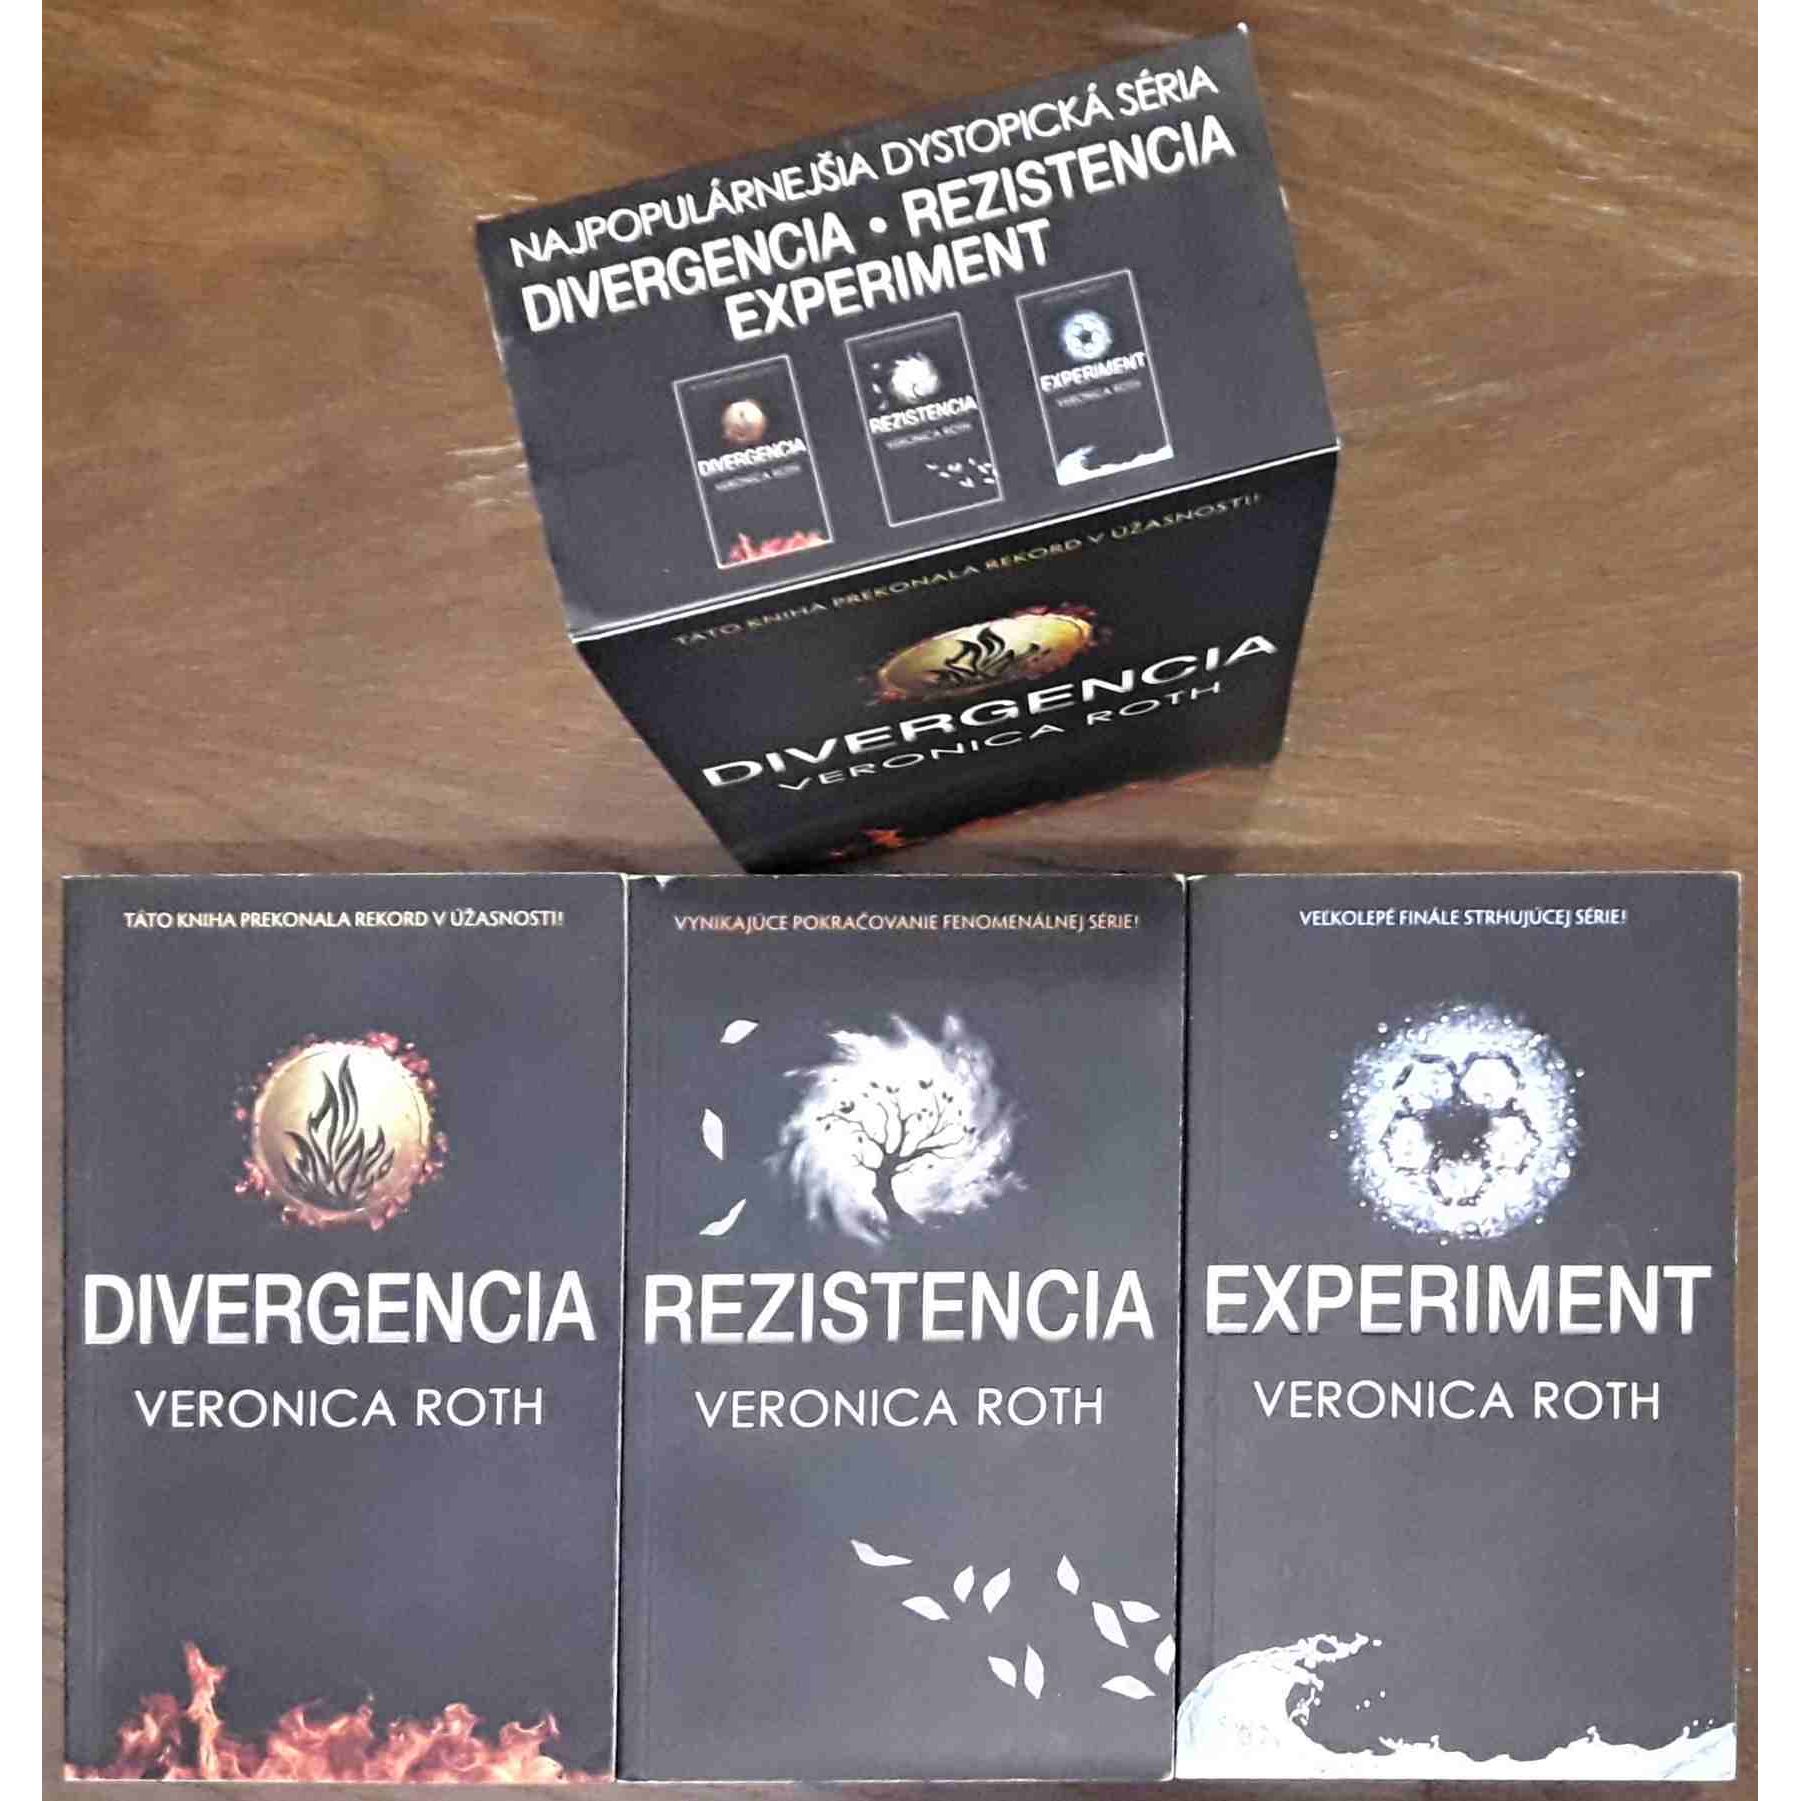 NAJPOPULÁRNEJŠIA DYSTOPICKÁ SÉRIA
DIVERGENCIA • REZISTENCIA
EXPERIMENT
DIVERGENCIA
VERONICA ROTH
REZISTENCIA
VERONICA ROTH
EXPERIMENT
VERONICA ROTH
TÁTO KNIHA PREKONALA REKORD V ÚŽASNOSTI!
DIVERGENCIA
VERONICA ROTH
TÁTO KNIHA PREKONALA REKORD V ÚŽASNOSTI!
DIVERGENCIA
VERONICA ROTH
VYNIKAJÚCE POKRAČOVANIE FENOMENÁLNEJ SÉRIE!
REZISTENCIA
VERONICA ROTH
VEĽKOLEPÉ FINÁLE STRHUJÚCEJ SÉRIE!
EXPERIMENT
VERONICA ROTH